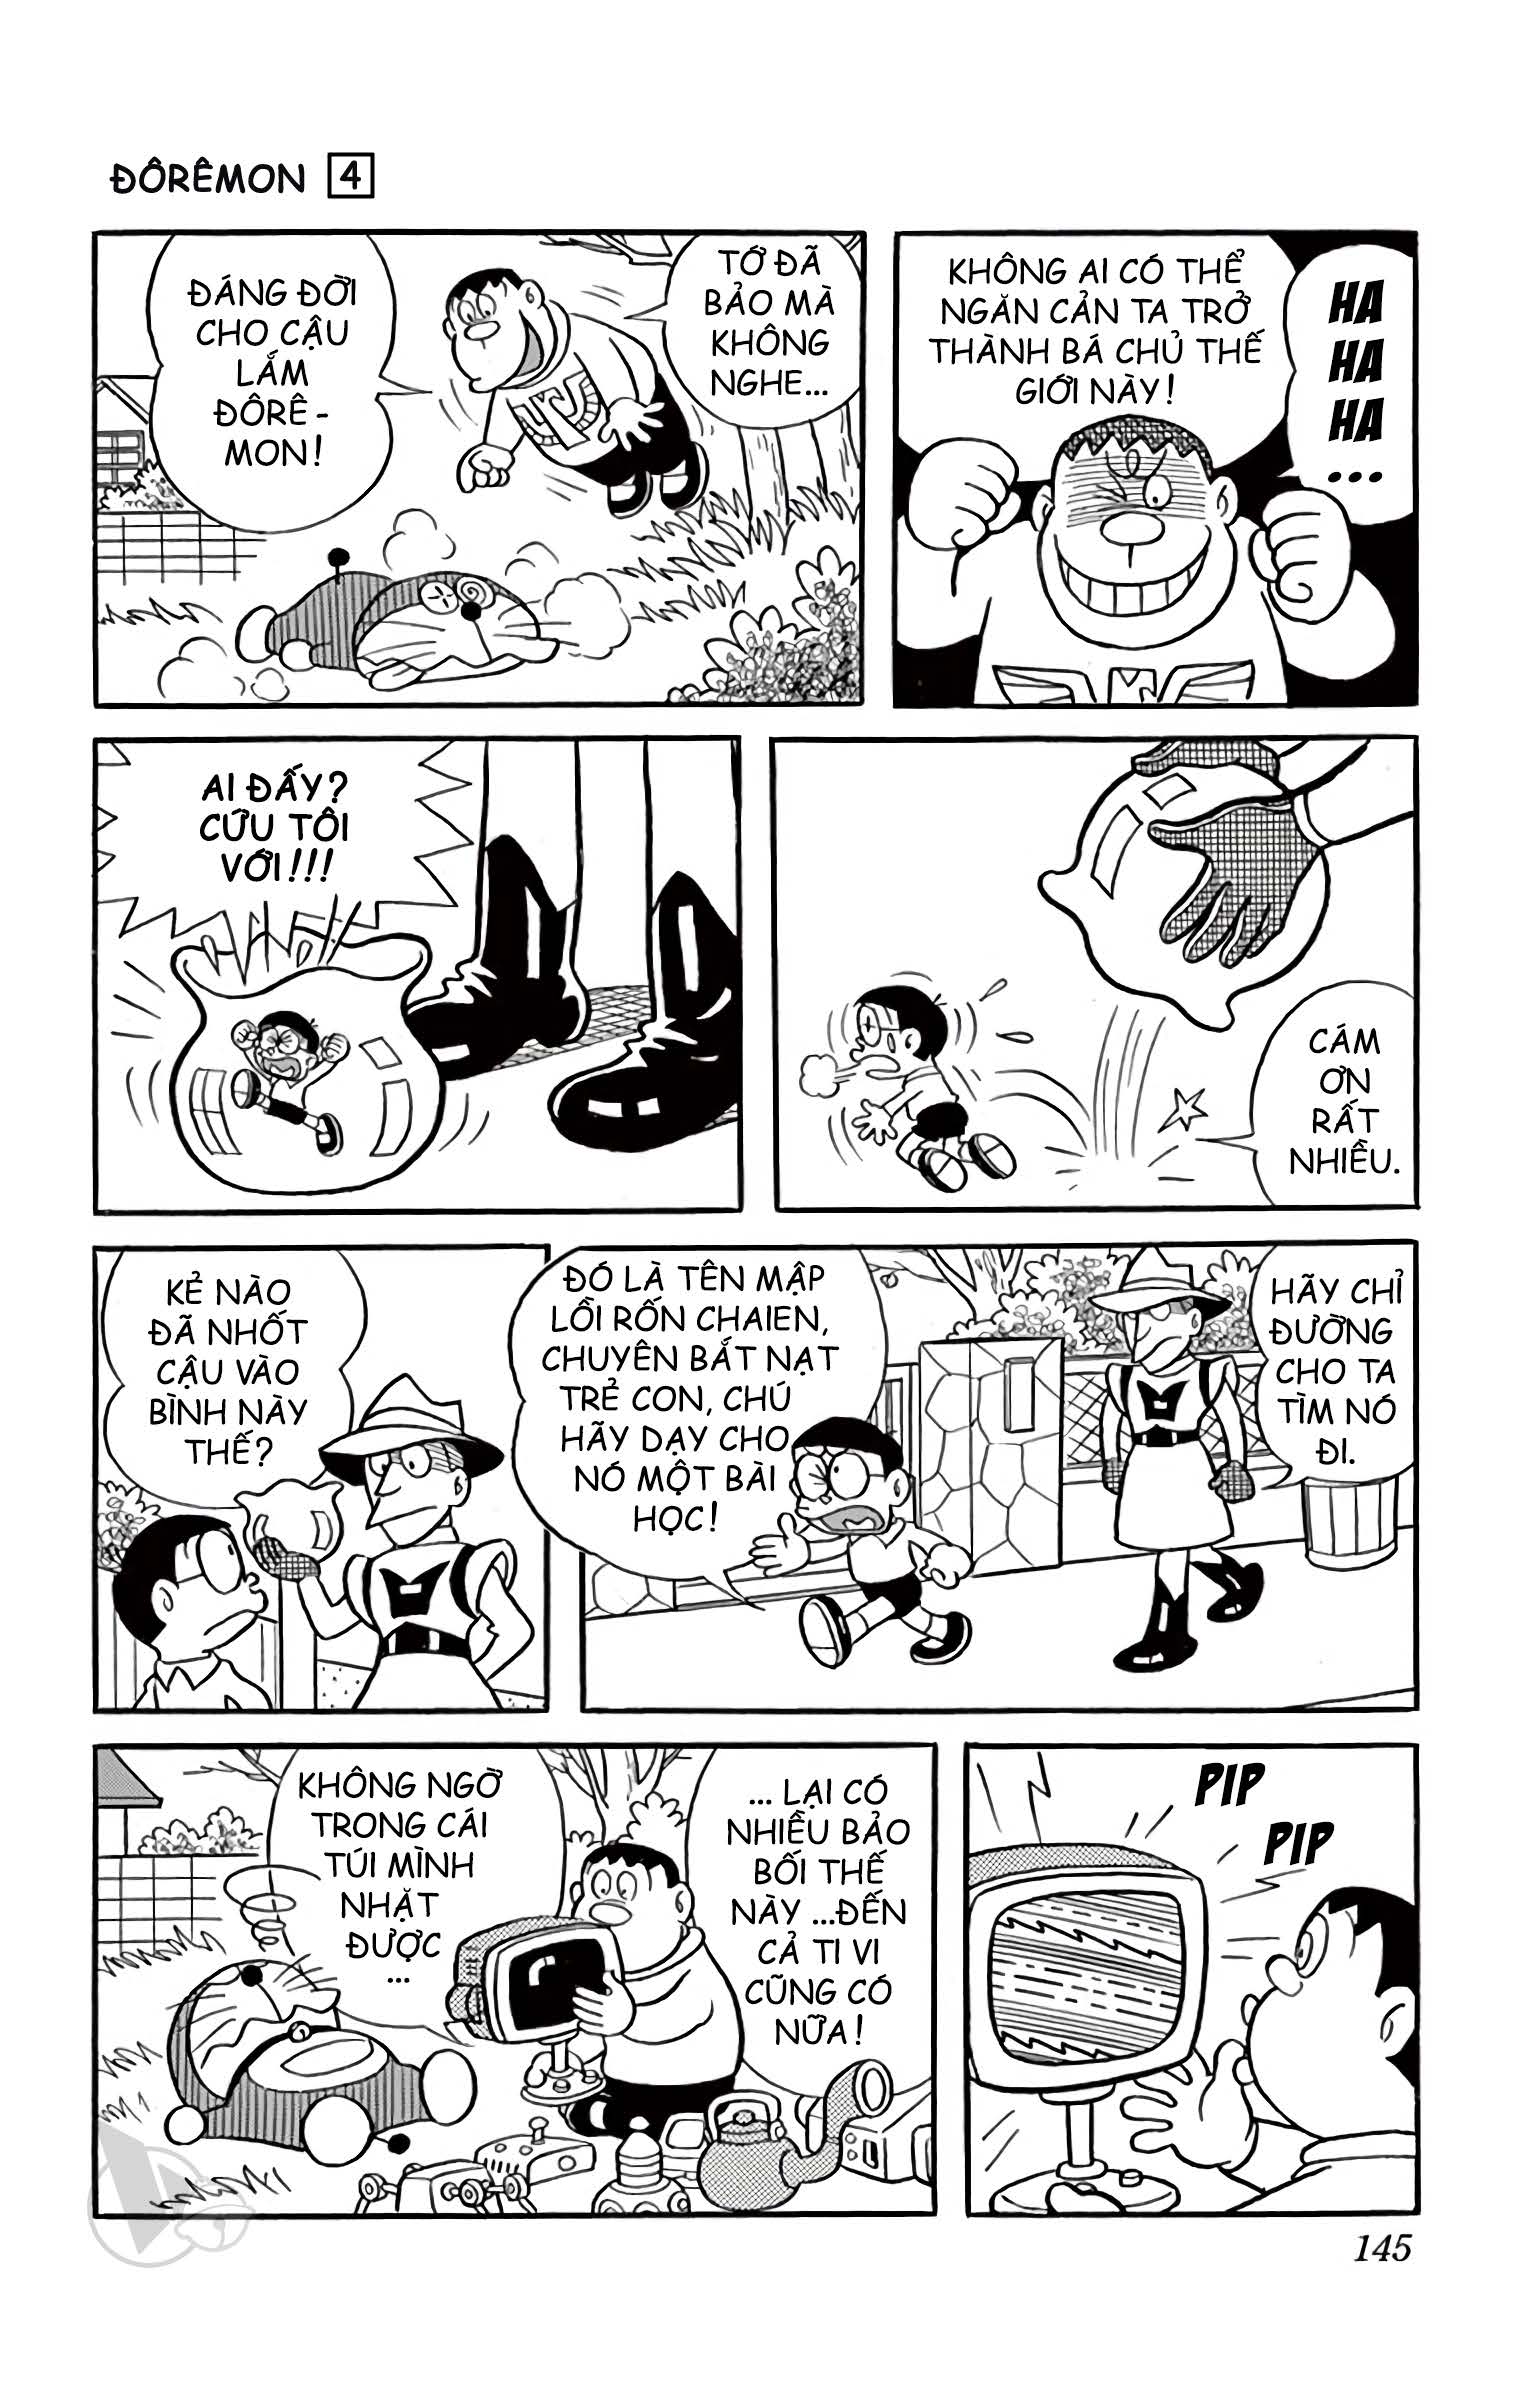 ĐÔRÊMON 4
ĐÁNG ĐỜI
CHO CẬU
LẮM
ĐÔRÊ-
MON!
TỚ ĐÃ
BẢO MÀ
KHÔNG
NGHE...
KHÔNG AI CÓ THỂ
NGĂN CẢN TA TRỞ
THÀNH BÁ CHỦ THẾ
GIỚI NÀY!
HA
HA
HA
...
AI ĐẤY?
CỨU TÔI
VỚI!!!
CÁM
ƠN
RẤT
NHIỀU.
KẺ NÀO
ĐÃ NHỐT
CẬU VÀO
BÌNH NÀY
THẾ?
ĐÓ LÀ TÊN MẬP
LỒI RỐN CHAIEN,
CHUYÊN BẮT NẠT
TRẺ CON, CHÚ
HÃY DẠY CHO
NÓ MỘT BÀI
HỌC!
HÃY CHỈ
ĐƯỜNG
CHO TA
TÌM NÓ
ĐI.
KHÔNG NGỜ
TRONG CÁI
TÚI MÌNH
NHẶT
ĐƯỢC
...
... LẠI CÓ
NHIỀU BẢO
BỐI THẾ
NÀY ...ĐẾN
CẢ TI VI
CŨNG CÓ
NỮA!
PIP
PIP
145